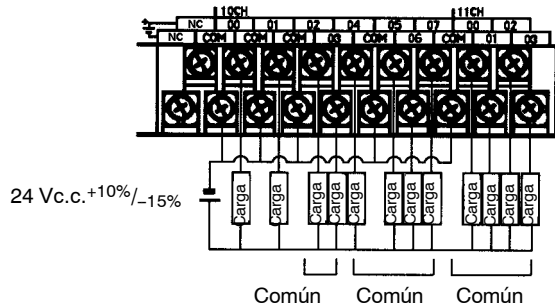 10CH 11CH
NC 00 01 02 04 05 07 00 02
NC COM COM COM 03 COM 06 COM 01 03
24 Vc.c.+10%/–15%
Carga Carga Carga Carga Carga Carga Carga Carga Carga Carga Carga Carga
Común Común Común